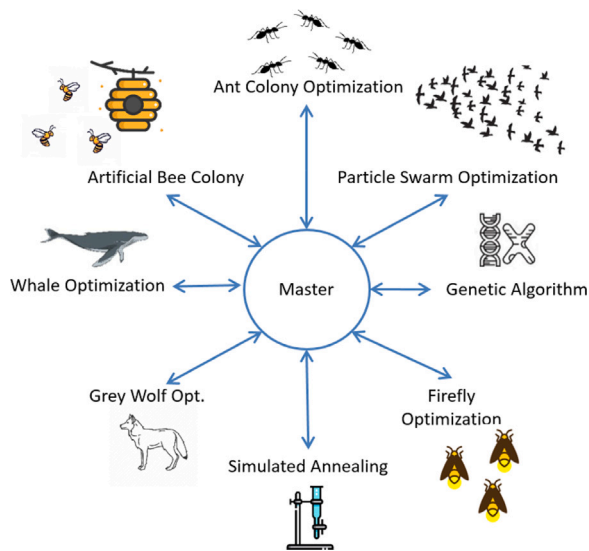 Ant Colony Optimization
Artificial Bee Colony
Particle Swarm Optimization
Whale Optimization
Master
Genetic Algorithm
Grey Wolf Opt.
Firefly
Optimization
Simulated Annealing